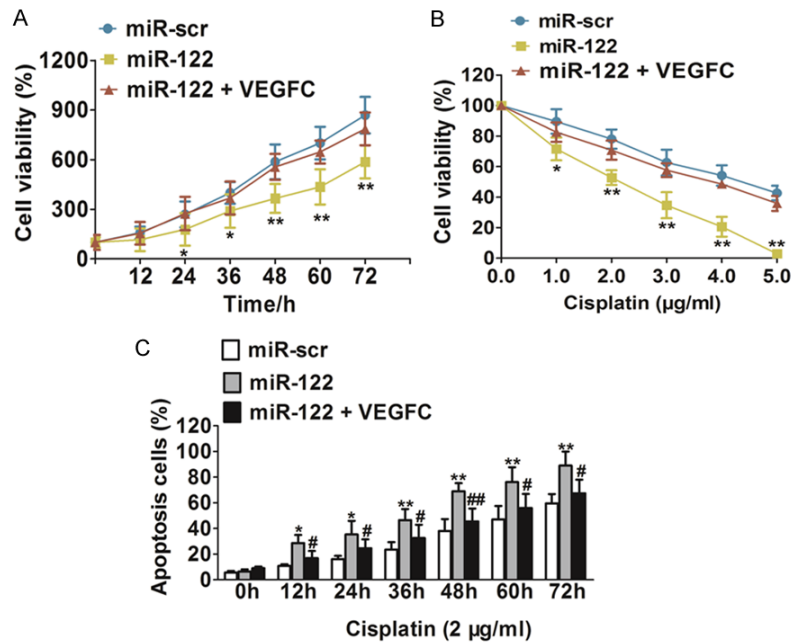 A
miR-scr
miR-122
miR-122 + VEGFC
Cell viability (%)
1200
900
600
300
0
* * ** ** **
12 24 36 48 60 72
Time/h
B
miR-scr
miR-122
miR-122 + VEGFC
Cell viability (%)
120
100
80
60
40
20
0
* ** ** ** **
0.0 1.0 2.0 3.0 4.0 5.0
Cisplatin (µg/ml)
C
miR-scr
miR-122
miR-122 + VEGFC
Apoptosis cells (%)
120
100
80
60
40
20
0
* * ** ** ** **
# # # ## # #
0h 12h 24h 36h 48h 60h 72h
Cisplatin (2 µg/ml)